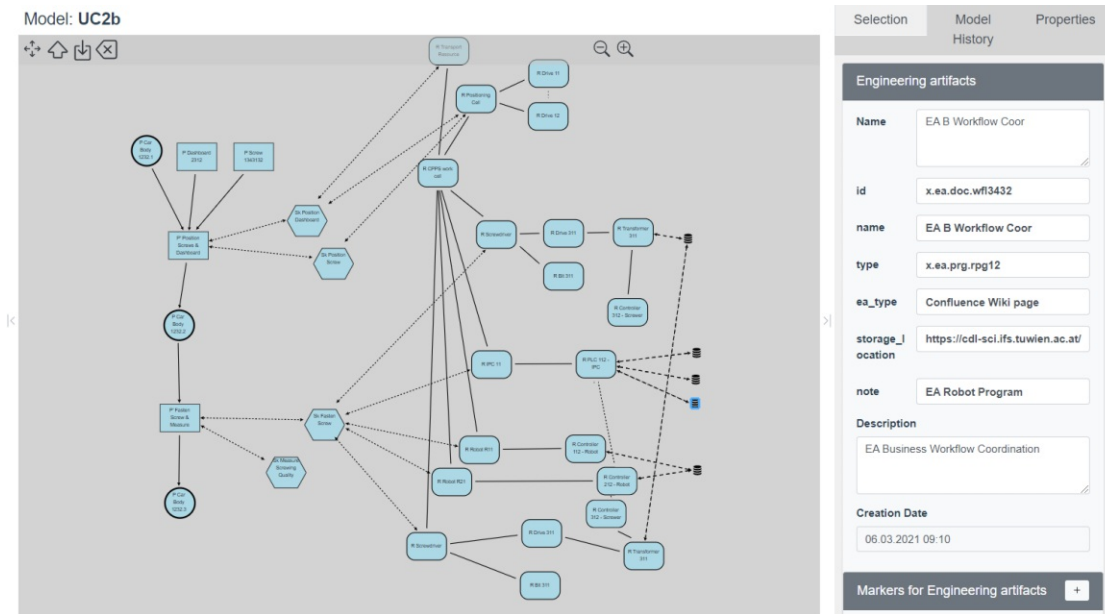 Model: UC2b
R Transport
Resource
R Drive 11
R Positioning
Cell
R Drive 12
P Car
Body
1232.1
P Dashboard
2312
P Screw
1343132
R CPPS work
cell
Sk Position
Dashboard
R Screwdriver
R Drive 311
R Transformer
311
P Position
Screws &
Dashboard
Sk Position
Screw
R Bit 311
R Controller
312 - Screwer
P Car
Body
1232.2
R IPC 11
R PLC 112 -
IPC
P Fasten
Screw &
Measure
Sk Fasten
Screw
R Robot R11
R Controller
112 - Robot
Sk Measure
Screwing
Quality
R Robot R21
R Controller
212 - Robot
P Car
Body
1232.3
R Controller
312 - Screwer
R Screwdriver
R Drive 311
R Transformer
311
R Bit 311
Selection
Model
History
Properties
Engineering artifacts
Name
EA B Workflow Coor
id
x.ea.doc.wfl3432
name
EA B Workflow Coor
type
x.ea.prg.rpg12
ea_type
Confluence Wiki page
storage_l
ocation
https://cdl-sci.ifs.tuwien.ac.at/
note
EA Robot Program
Description
EA Business Workflow Coordination
Creation Date
06.03.2021 09:10
Markers for Engineering artifacts
+